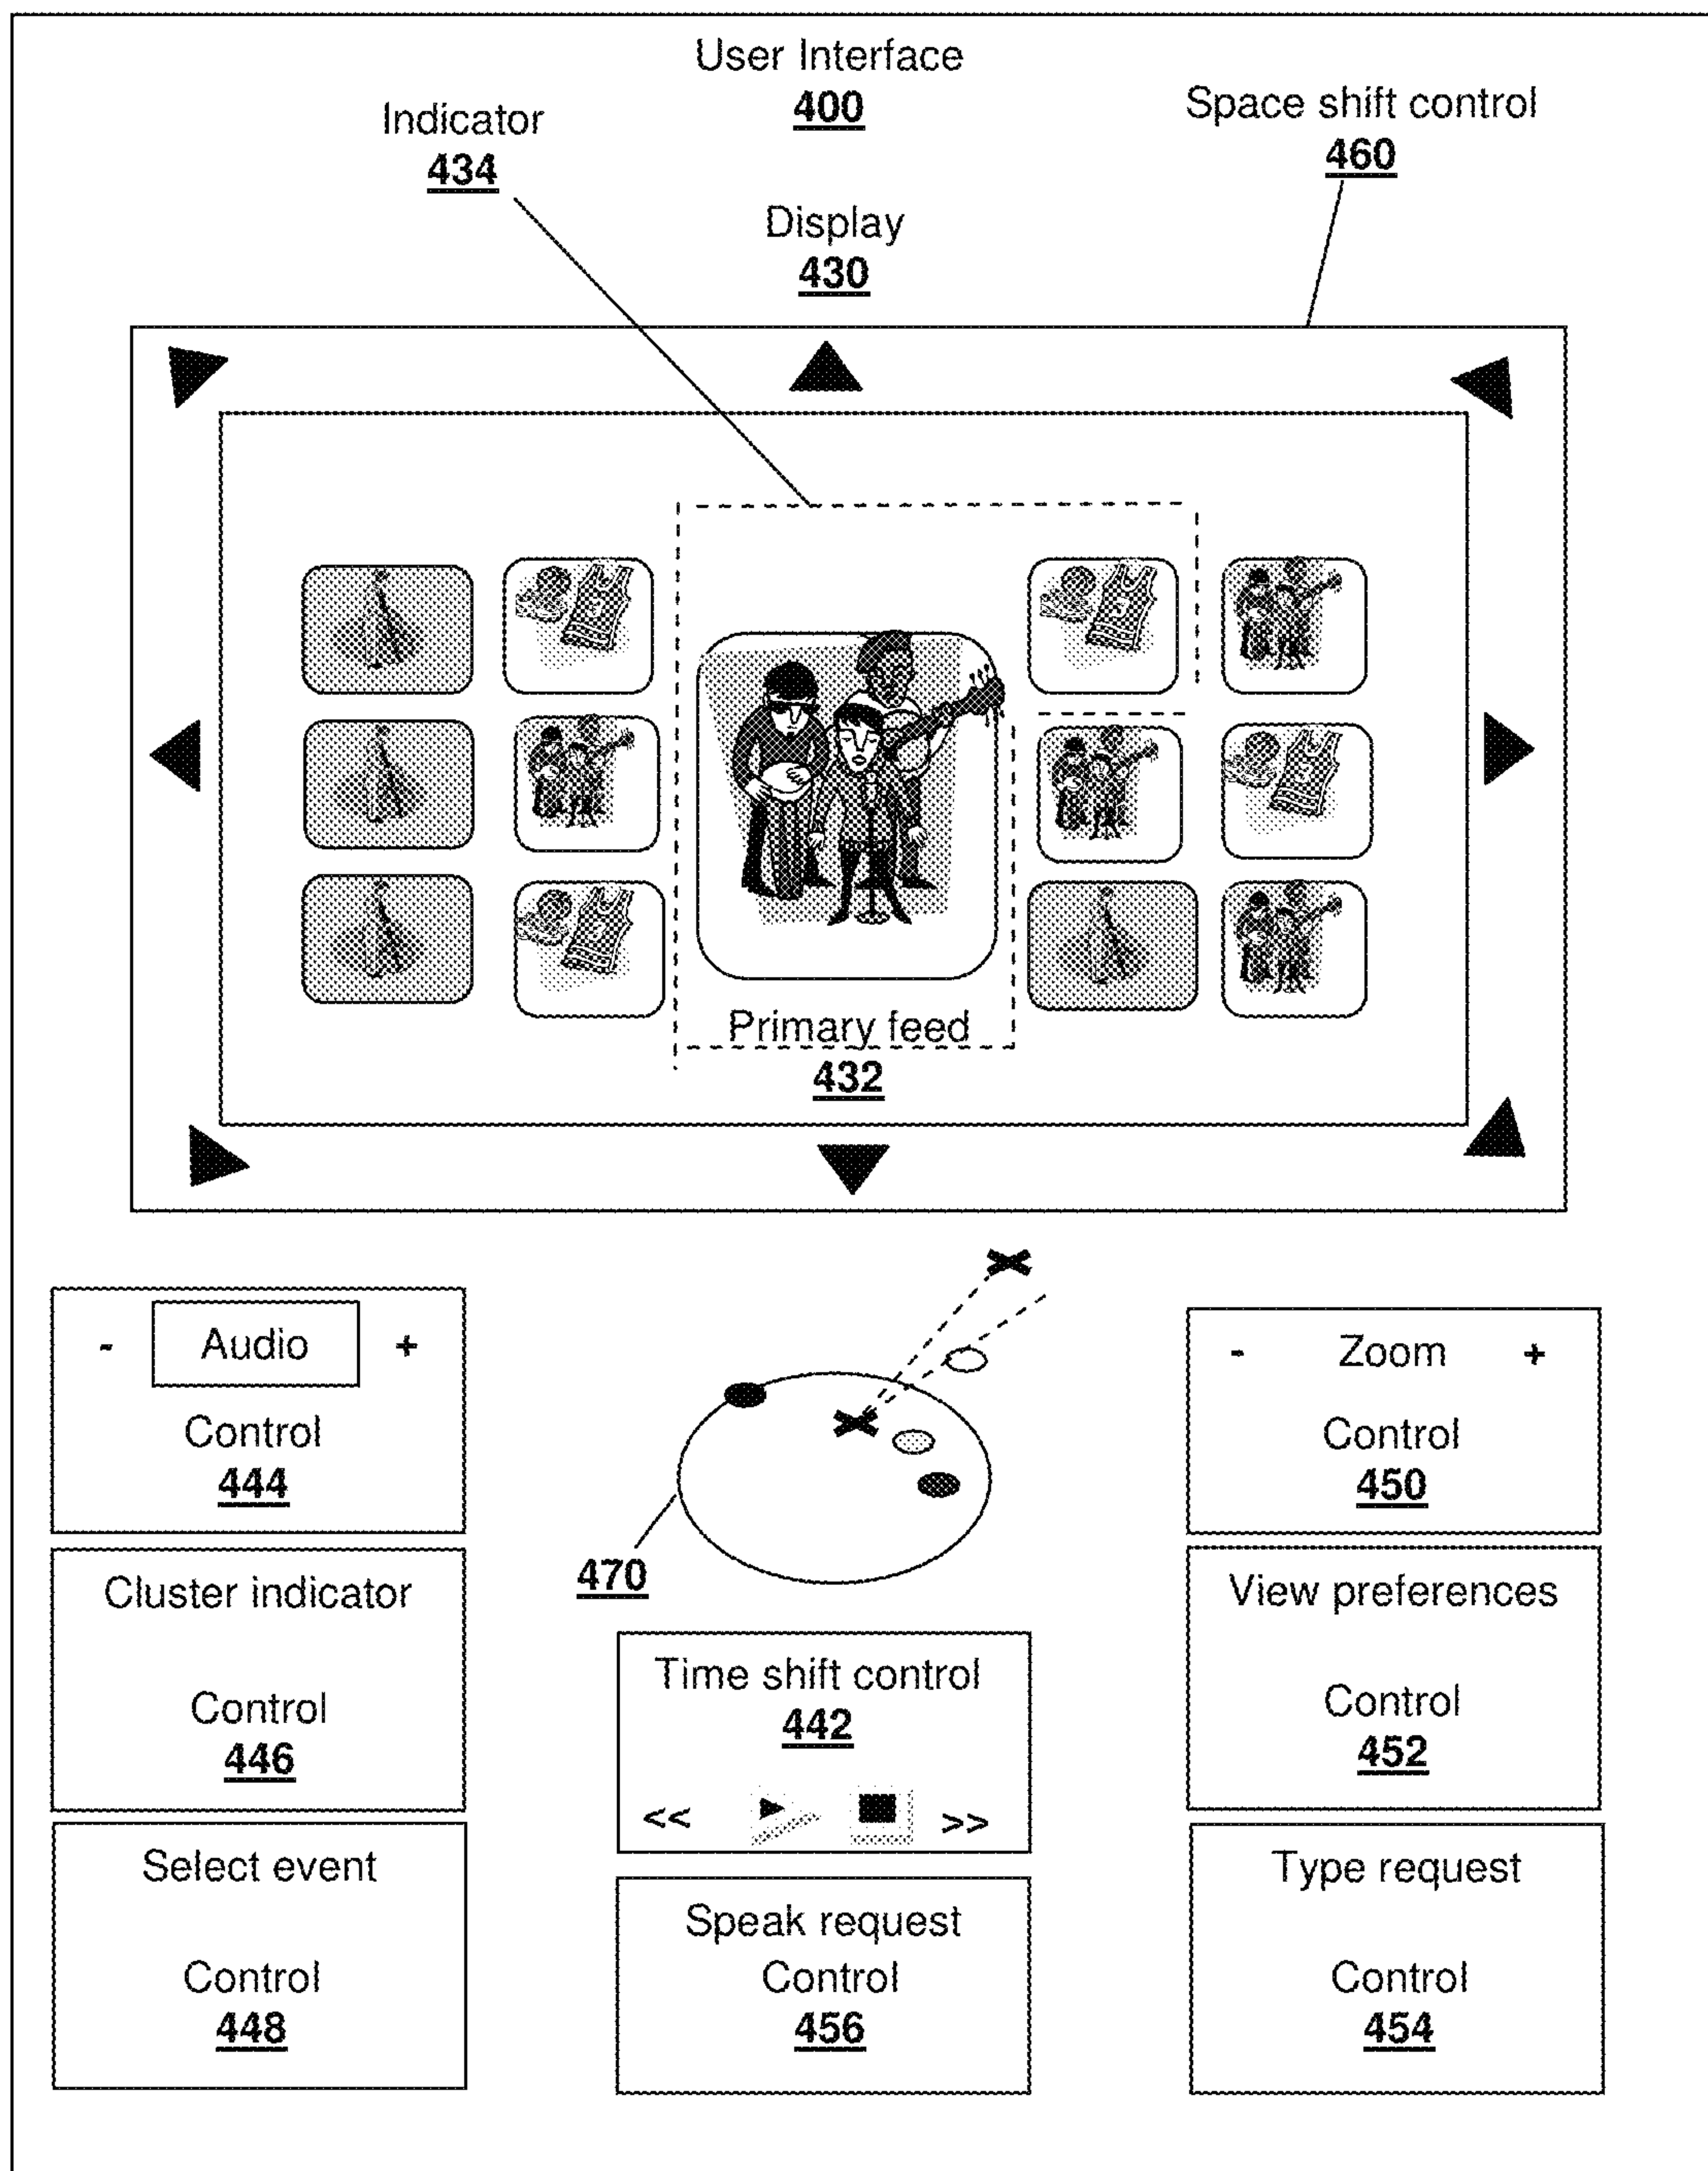 User Interface
400
Indicator
434
Space shift control
460
Display
430
Primary feed
432
- Audio +
Control
444
- Zoom +
Control
450
470
Cluster indicator
Control
446
Time shift control
442
<< >>
View preferences
Control
452
Select event
Control
448
Speak request
Control
456
Type request
Control
454